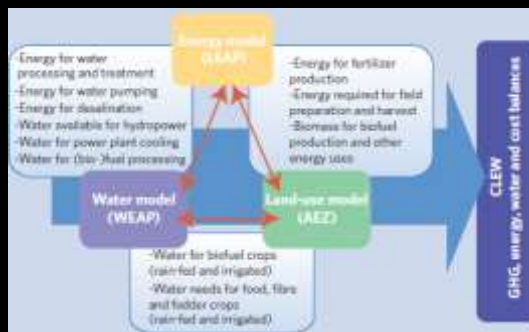 Energy model
(LEAP)
-Energy for water
processing and treatment
-Energy for water pumping
-Energy for desalination
-Water available for hydropower
-Water for power plant cooling
-Water for (bio-)fuel processing
-Energy for fertilizer
production
-Energy required for field
preparation and harvest
-Biomass for biofuel
production and other
energy uses
Water model
(WEAP)
Land-use model
(AEZ)
-Water for biofuel crops
(rain-fed and irrigated)
-Water needs for food, fibre
and fodder crops
(rain-fed and irrigated)
CLEW
GHG, energy, water and cost balances